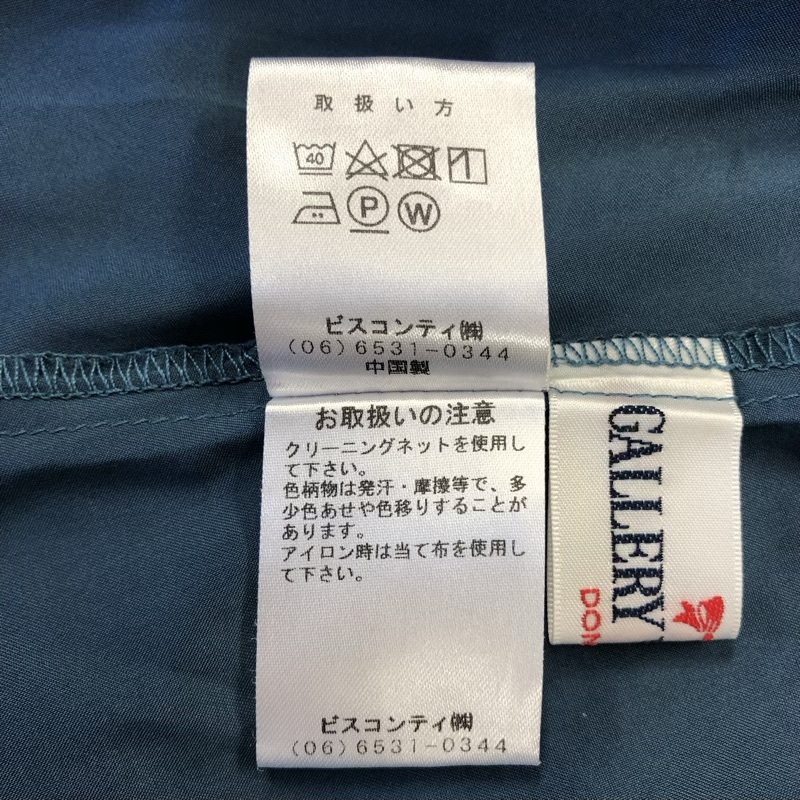 取扱い方
40
P W
ビスコンティ㈱
(06)6531-0344
中国製
お取扱いの注意
クリーニングネットを使用し
て下さい。
色柄物は発汗・摩擦等で、多
少色あせや色移りすることが
あります。
アイロン時は当て布を使用し
て下さい。
ビスコンティ㈱
(06)6531-0344
GALLERY